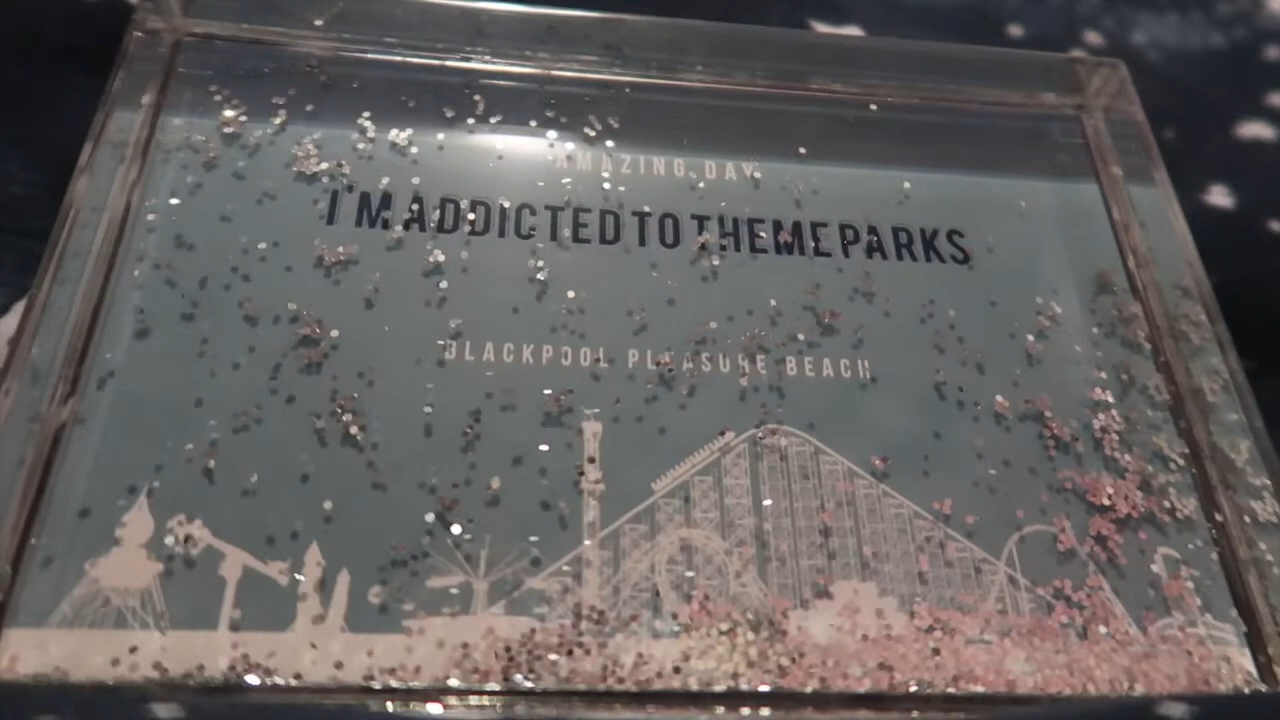 AMAZING DAY
I'M ADDICTED TO THEME PARKS
BLACKPOOL PLEASURE BEACH